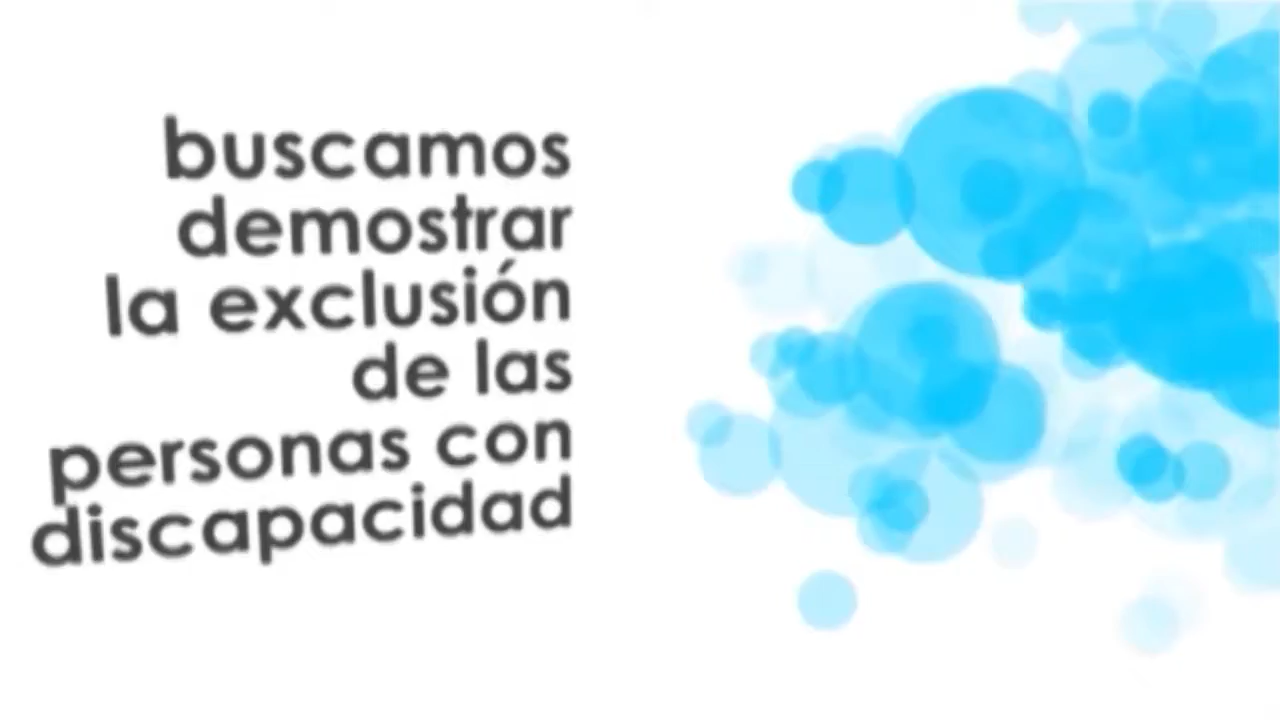 buscamos
demostrar
la exclusión
de las
personas con
discapacidad